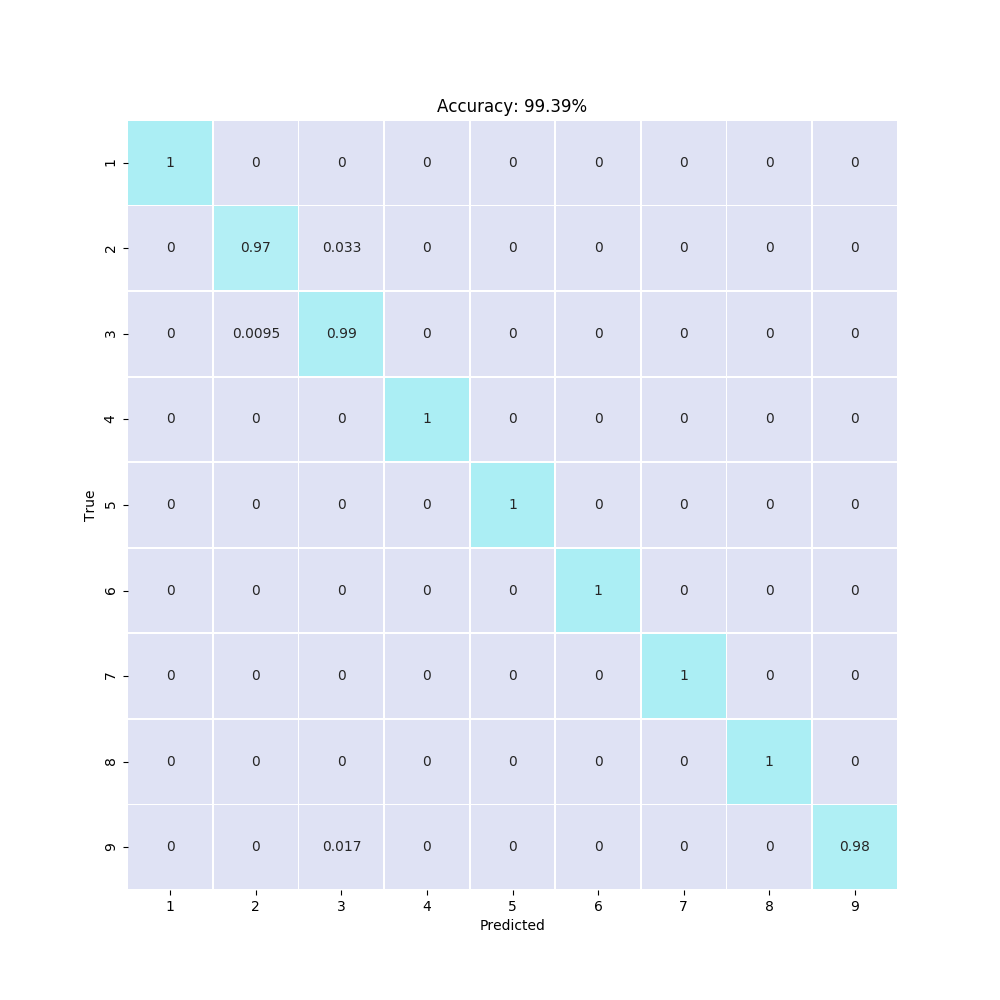 Accuracy: 99.39%
1 1 0 0 0 0 0 0 0 0
2 0 0.97 0.033 0 0 0 0 0 0
3 0 0.0095 0.99 0 0 0 0 0 0
4 0 0 0 1 0 0 0 0 0
True
5 0 0 0 0 1 0 0 0 0
6 0 0 0 0 0 1 0 0 0
7 0 0 0 0 0 0 1 0 0
8 0 0 0 0 0 0 0 1 0
9 0 0 0.017 0 0 0 0 0 0.98
1 2 3 4 5 6 7 8 9
Predicted